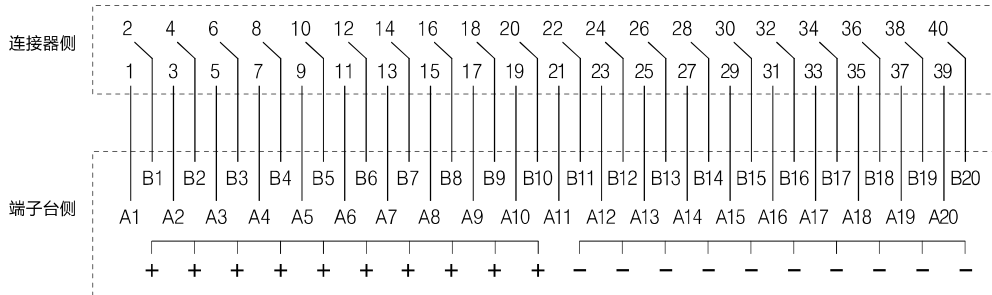 2 4 6 8 10 12 14 16 18 20 22 24 26 28 30 32 34 36 38 40
连接器侧
1 3 5 7 9 11 13 15 17 19 21 23 25 27 29 31 33 35 37 39
B1 B2 B3 B4 B5 B6 B7 B8 B9 B10 B11 B12 B13 B14 B15 B16 B17 B18 B19 B20
端子台侧
A1 A2 A3 A4 A5 A6 A7 A8 A9 A10 A11 A12 A13 A14 A15 A16 A17 A18 A19 A20
+ + + + + + + + + + − − − − − − − − − −